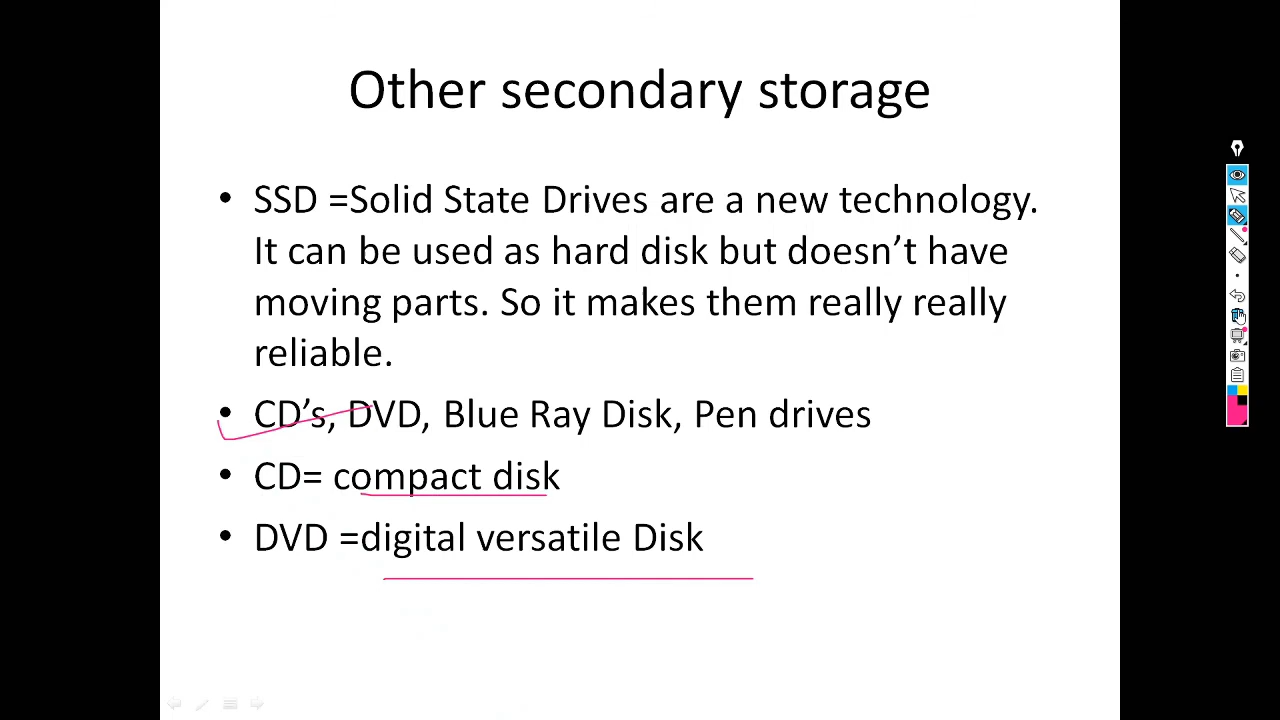 Other secondary storage
• SSD =Solid State Drives are a new technology.
It can be used as hard disk but doesn’t have
moving parts. So it makes them really really
reliable.
• CD’s, DVD, Blue Ray Disk, Pen drives
• CD= compact disk
• DVD =digital versatile Disk